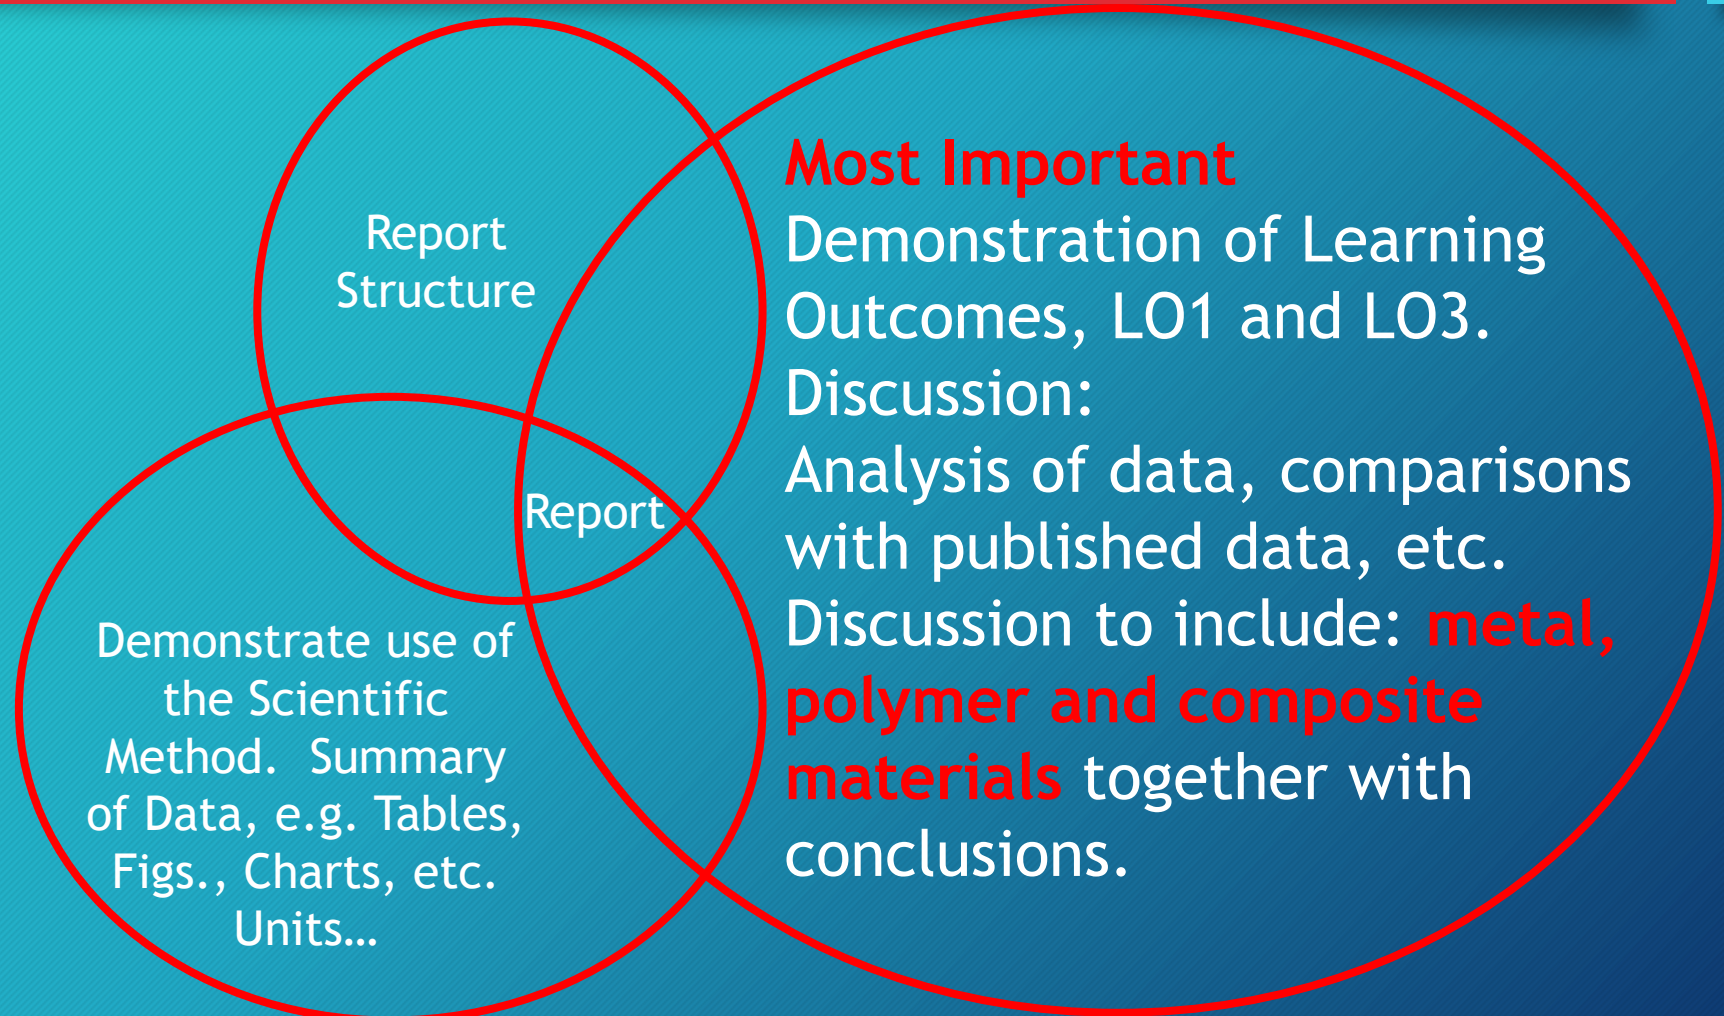 Report
Structure
Report
Demonstrate use of
the Scientific
Method.  Summary
of Data, e.g. Tables,
Figs., Charts, etc.
Units…
Most Important
Demonstration of Learning
Outcomes, LO1 and LO3.
Discussion:
Analysis of data, comparisons
with published data, etc.
Discussion to include: metal,
polymer and composite
materials together with
conclusions.